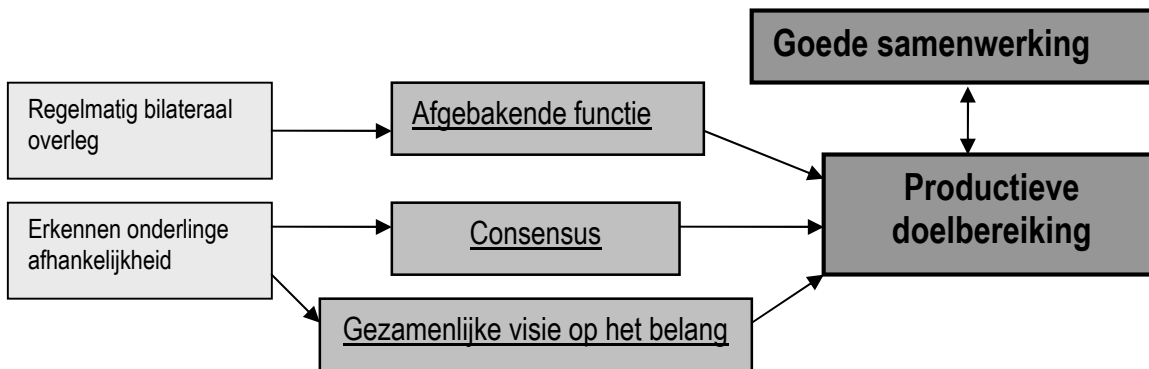 Goede samenwerking
Regelmatig bilateraal
overleg
Afgebakende functie
Productieve
doelbereiking
Erkennen onderlinge
afhankelijkheid
Consensus
Gezamenlijke visie op het belang